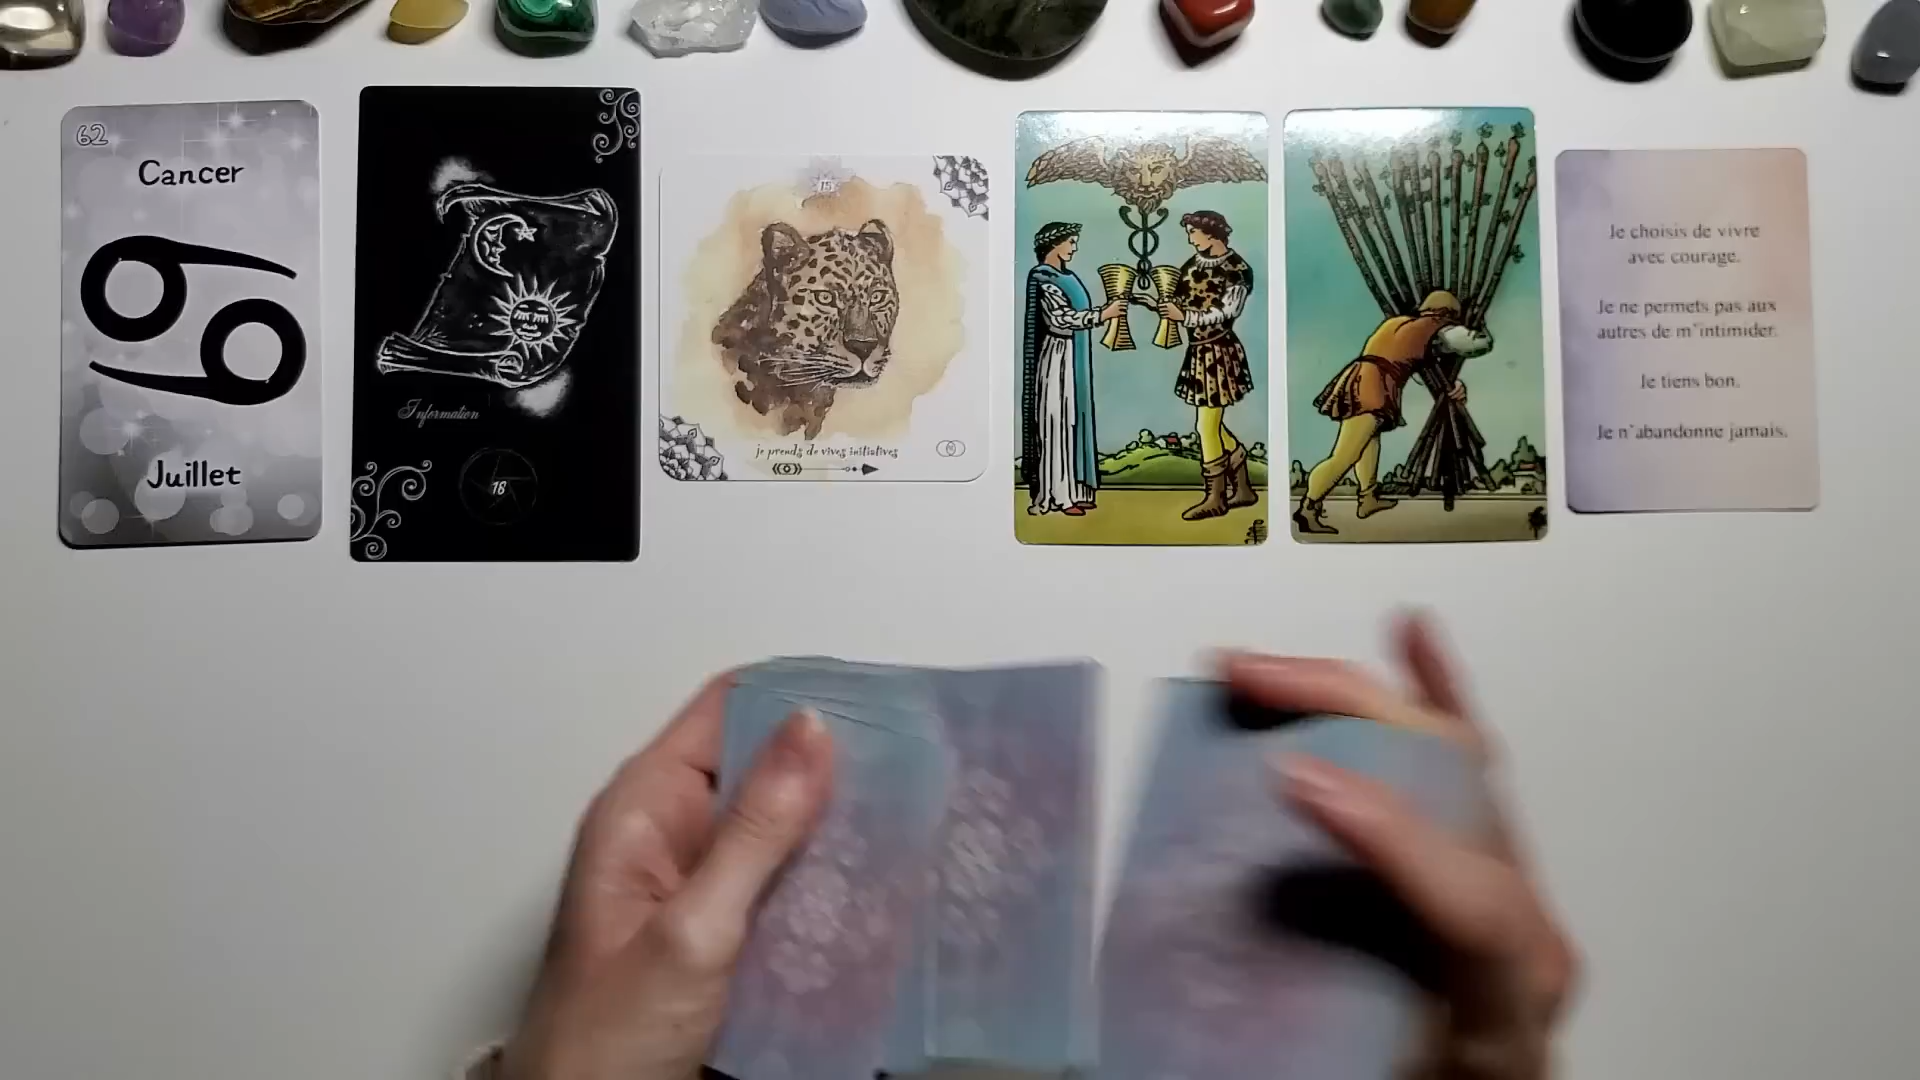 62
Cancer
Juillet
Information
18
15
je prends de vives initiatives
Je choisis de vivre
avec courage.
Je ne permets pas aux
autres de m'intimider.
Je tiens bon.
Je n'abandonne jamais.